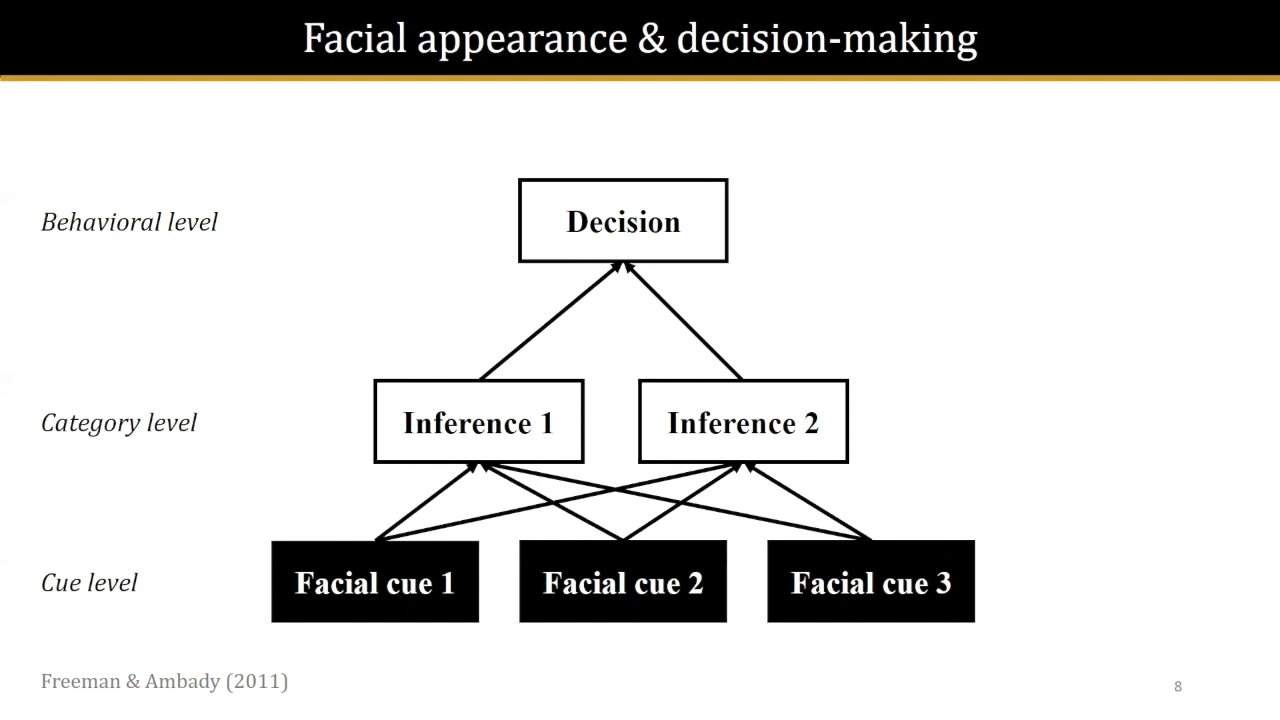 Facial appearance & decision-making
Behavioral level
Decision
Category level
Inference 1
Inference 2
Cue level
Facial cue 1
Facial cue 2
Facial cue 3
Freeman & Ambady (2011)
8